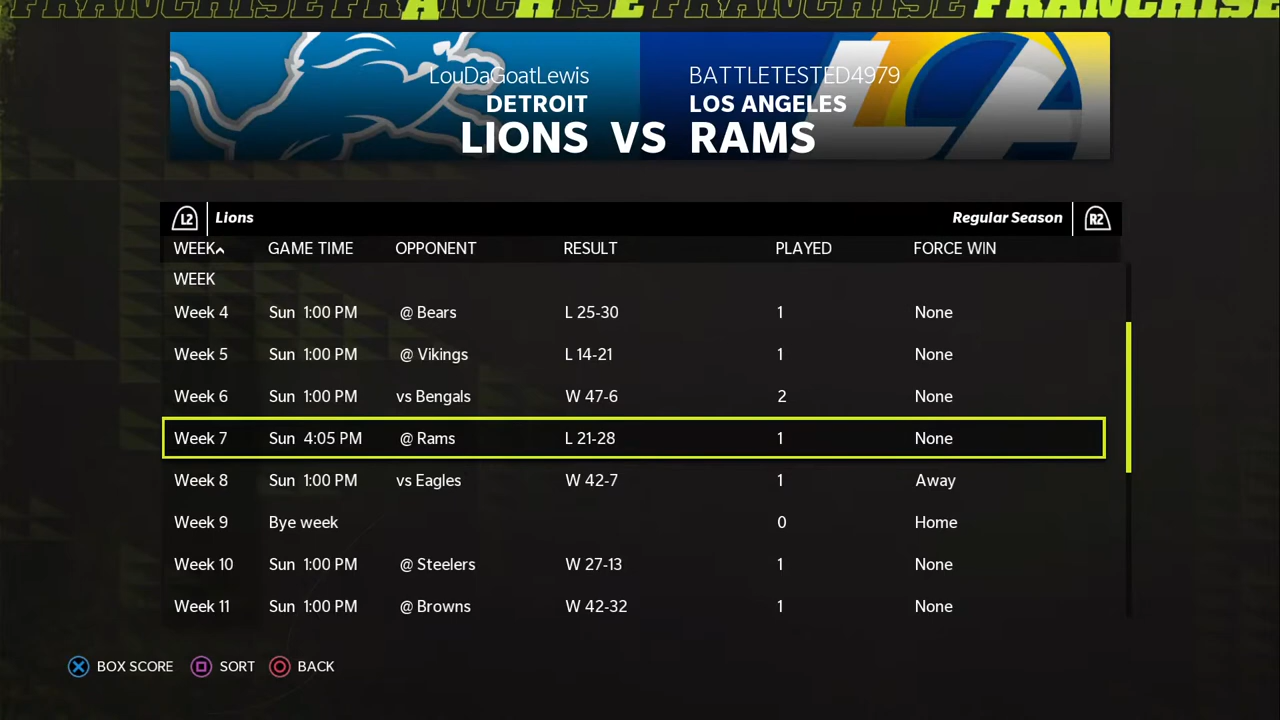 FRANCHISE FRANCHISE FRANCHISE FRANCHISE
LouDaGoatLewis BATTLETESTED4979
DETROIT LOS ANGELES
LIONS VS RAMS
L2 Lions Regular Season R2
WEEK GAME TIME OPPONENT RESULT PLAYED FORCE WIN
WEEK
Week 4 Sun 1:00 PM @ Bears L 25-30 1 None
Week 5 Sun 1:00 PM @ Vikings L 14-21 1 None
Week 6 Sun 1:00 PM vs Bengals W 47-6 2 None
Week 7 Sun 4:05 PM @ Rams L 21-28 1 None
Week 8 Sun 1:00 PM vs Eagles W 42-7 1 Away
Week 9 Bye week 0 Home
Week 10 Sun 1:00 PM @ Steelers W 27-13 1 None
Week 11 Sun 1:00 PM @ Browns W 42-32 1 None
BOX SCORE SORT BACK